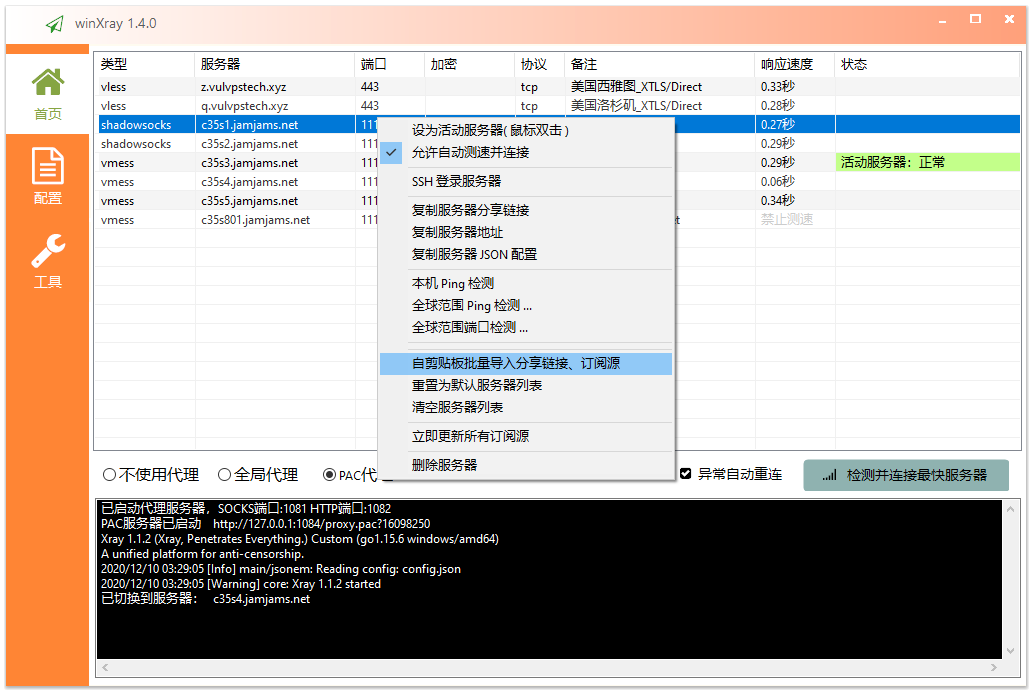 winXray 1.4.0
类型 服务器 端口 加密 协议 备注 响应速度 状态
vless z.vulvpstech.xyz 443 tcp 美国西雅图_XTLS/Direct 0.33秒
vless q.vulvpstech.xyz 443 tcp 美国洛杉矶_XTLS/Direct 0.28秒
shadowsocks c35s1.jamjams.net 111 0.27秒
shadowsocks c35s2.jamjams.net 111 0.29秒
vmess c35s3.jamjams.net 111 0.29秒 活动服务器：正常
vmess c35s4.jamjams.net 111 0.06秒
vmess c35s5.jamjams.net 111 0.34秒
vmess c35s801.jamjams.net 111 et 禁止测速
首页
配置
工具
设为活动服务器( 鼠标双击 )
允许自动测速并连接
SSH 登录服务器
复制服务器分享链接
复制服务器地址
复制服务器 JSON 配置
本机 Ping 检测
全球范围 Ping 检测 ...
全球范围端口检测 ...
自剪贴板批量导入分享链接、订阅源
重置为默认服务器列表
清空服务器列表
立即更新所有订阅源
删除服务器
不使用代理 全局代理 PAC代 异常自动重连 检测并连接最快服务器
已启动代理服务器，SOCKS端口:1081 HTTP端口:1082
PAC服务器已启动 http://127.0.0.1:1084/proxy.pac?16098250
Xray 1.1.2 (Xray, Penetrates Everything.) Custom (go1.15.6 windows/amd64)
A unified platform for anti-censorship.
2020/12/10 03:29:05 [Info] main/jsonem: Reading config: config.json
2020/12/10 03:29:05 [Warning] core: Xray 1.1.2 started
已切换到服务器： c35s4.jamjams.net